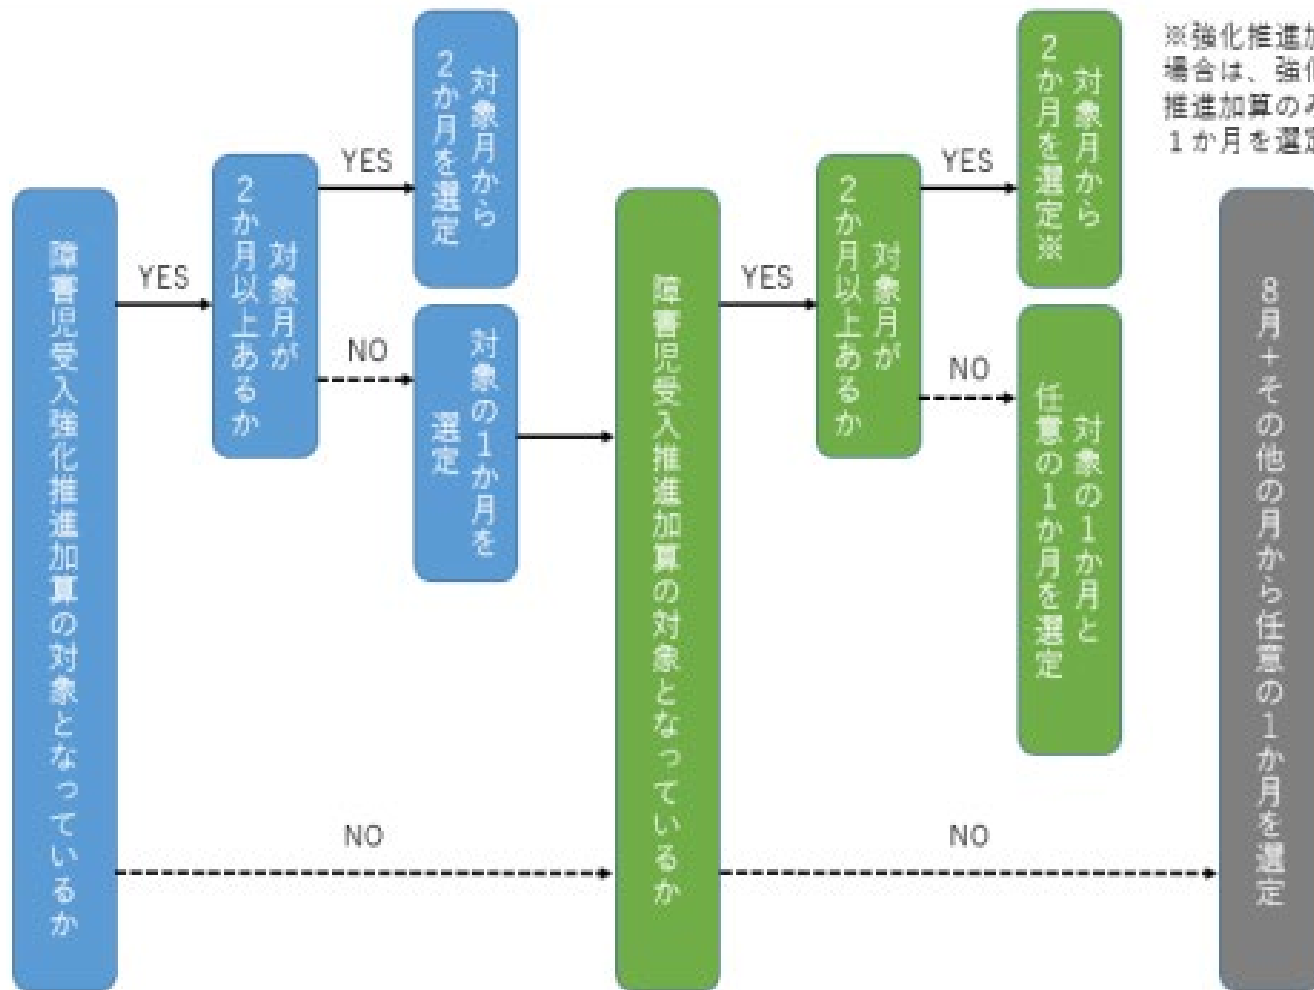 障害児受入強化推進加算の対象となっているか
YES
NO
対象月が
2か月以上あるか
YES
NO
対象月から
2か月を選定
対象の1か月を
選定
障害児受入推進加算の対象となっているか
YES
NO
対象月が
2か月以上あるか
YES
NO
対象月から
2か月を選定※
対象の1か月と
任意の1か月を選定
※強化推進加
場合は、強化
推進加算のみ
1か月を選定
8月+その他の月から任意の1か月を選定